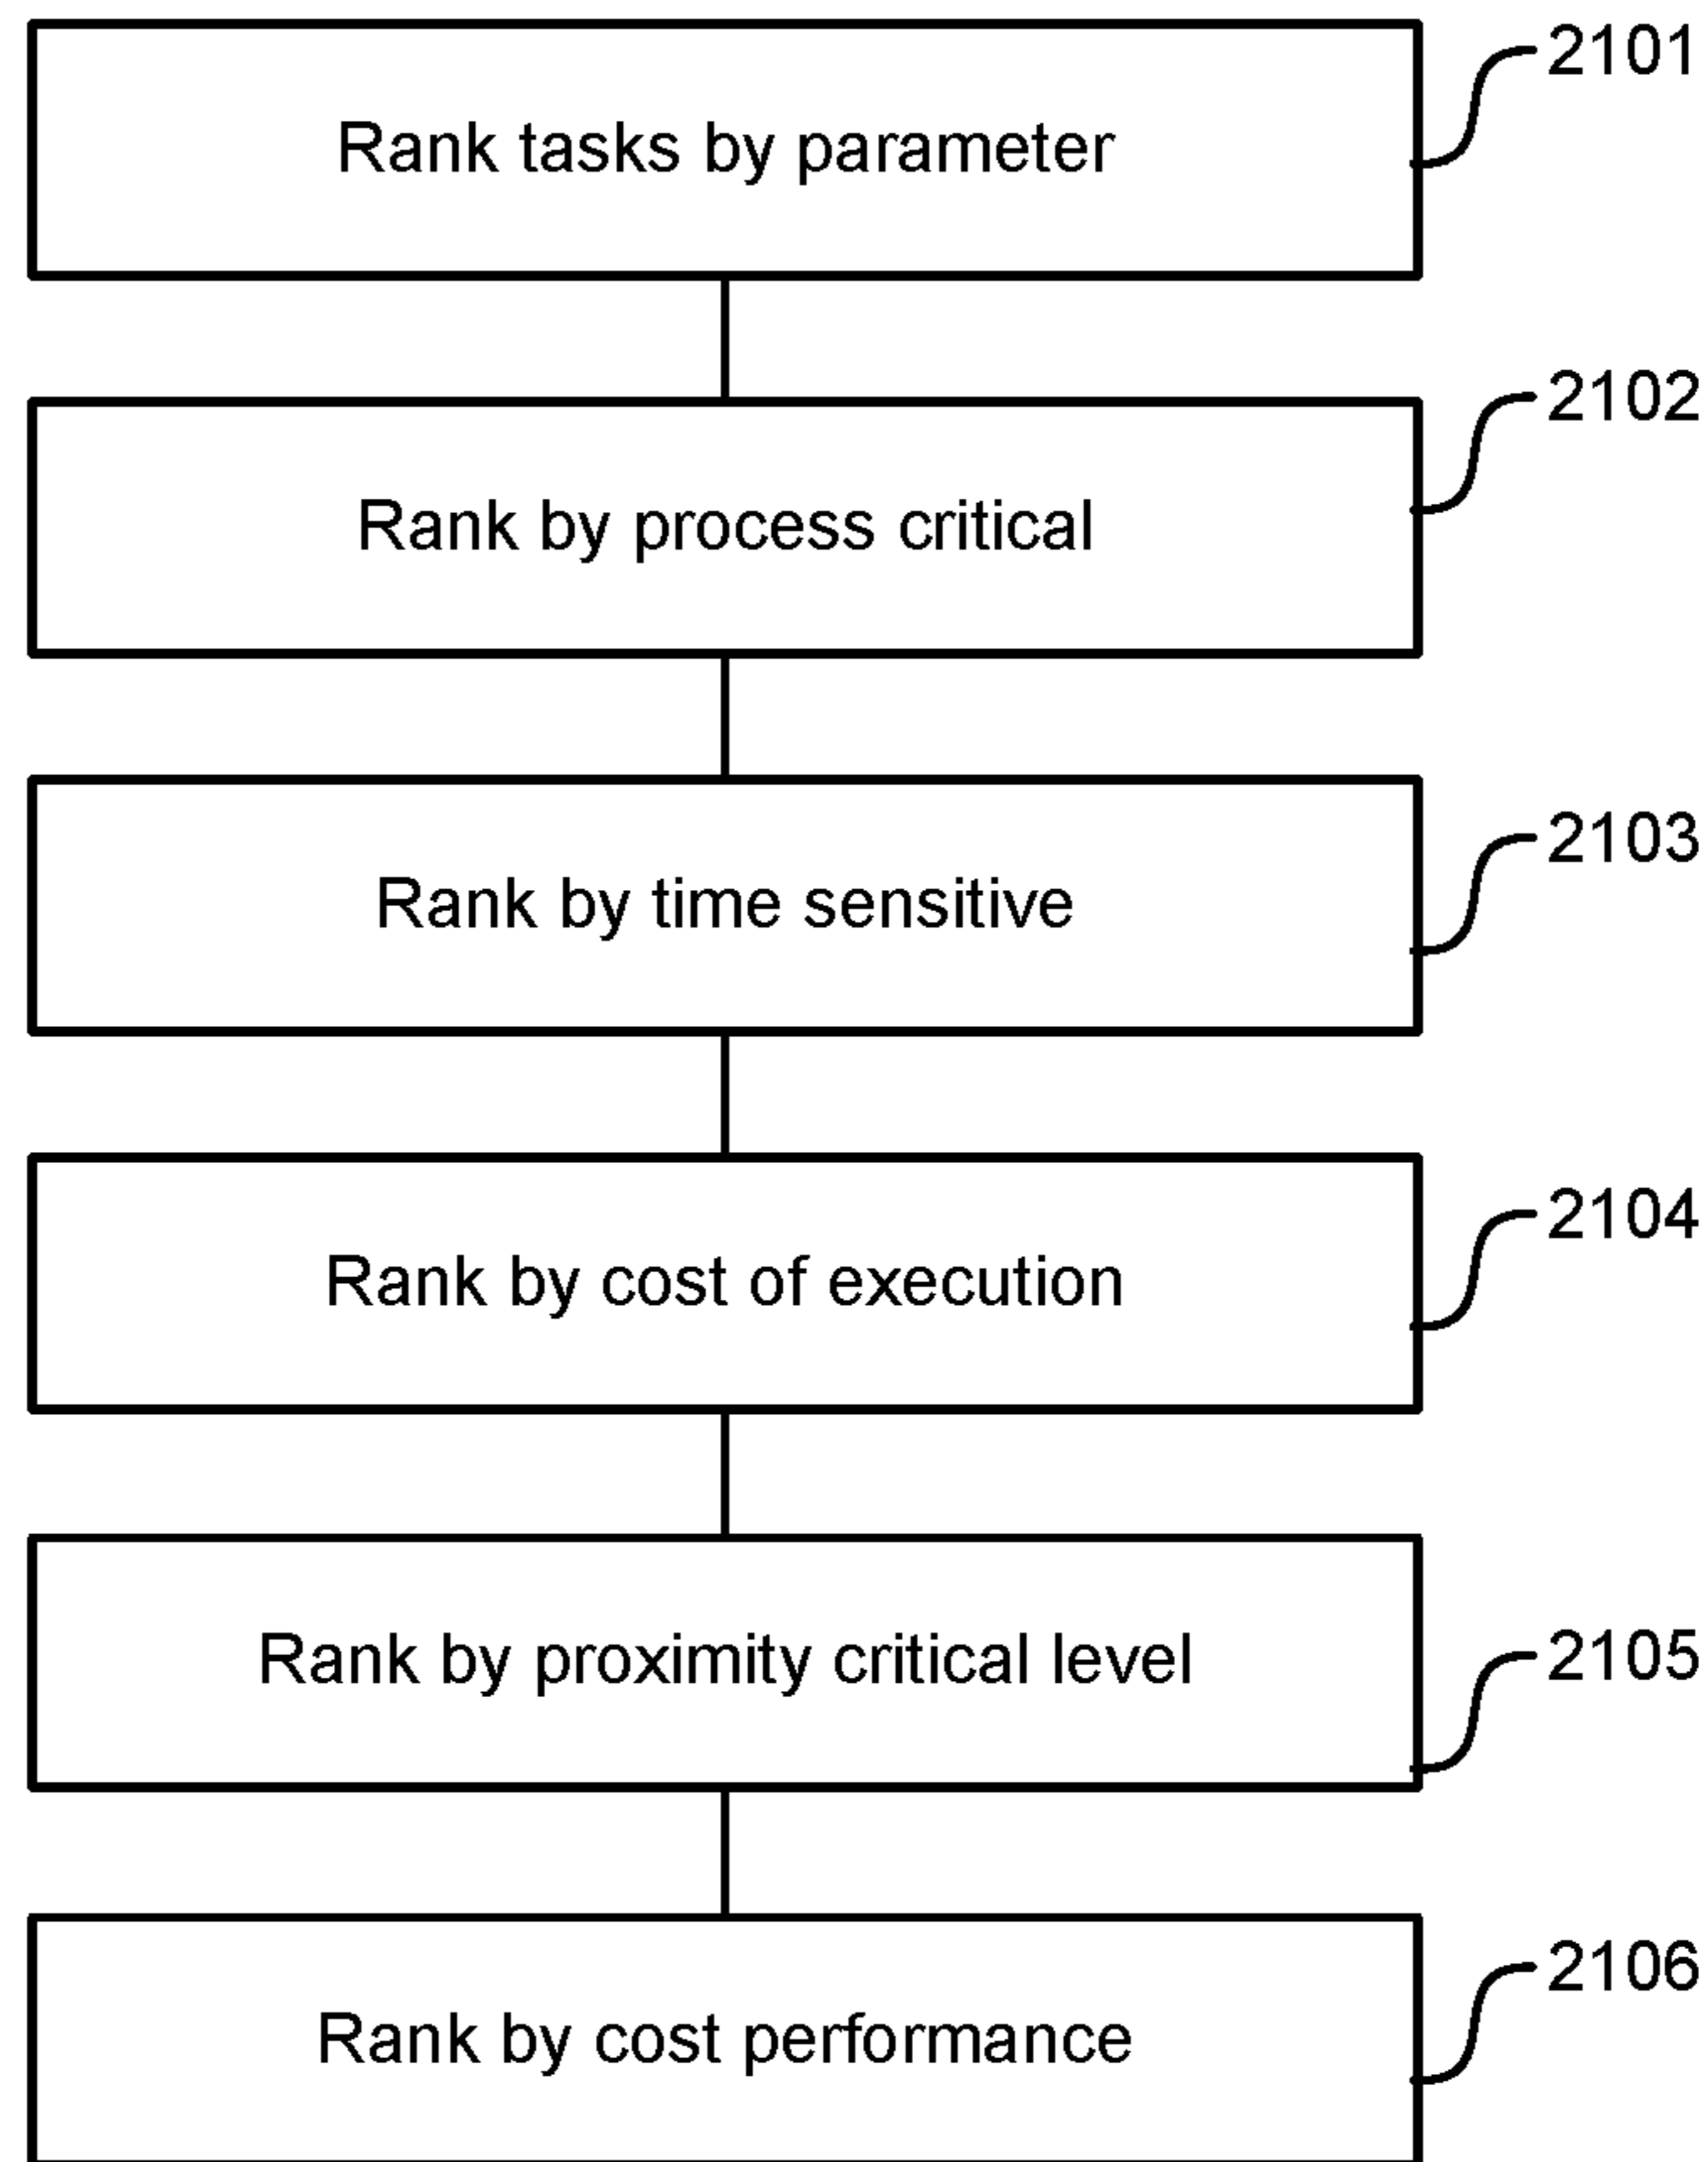 2101
Rank tasks by parameter
2102
Rank by process critical
2103
Rank by time sensitive
2104
Rank by cost of execution
2105
Rank by proximity critical level
2106
Rank by cost performance